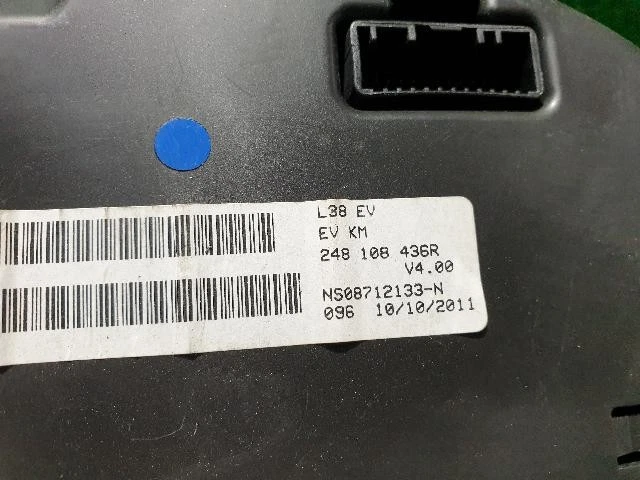 L38 EV
EV KM
248 108 436R
V4.00
NS08712133-N
096 10/10/2011